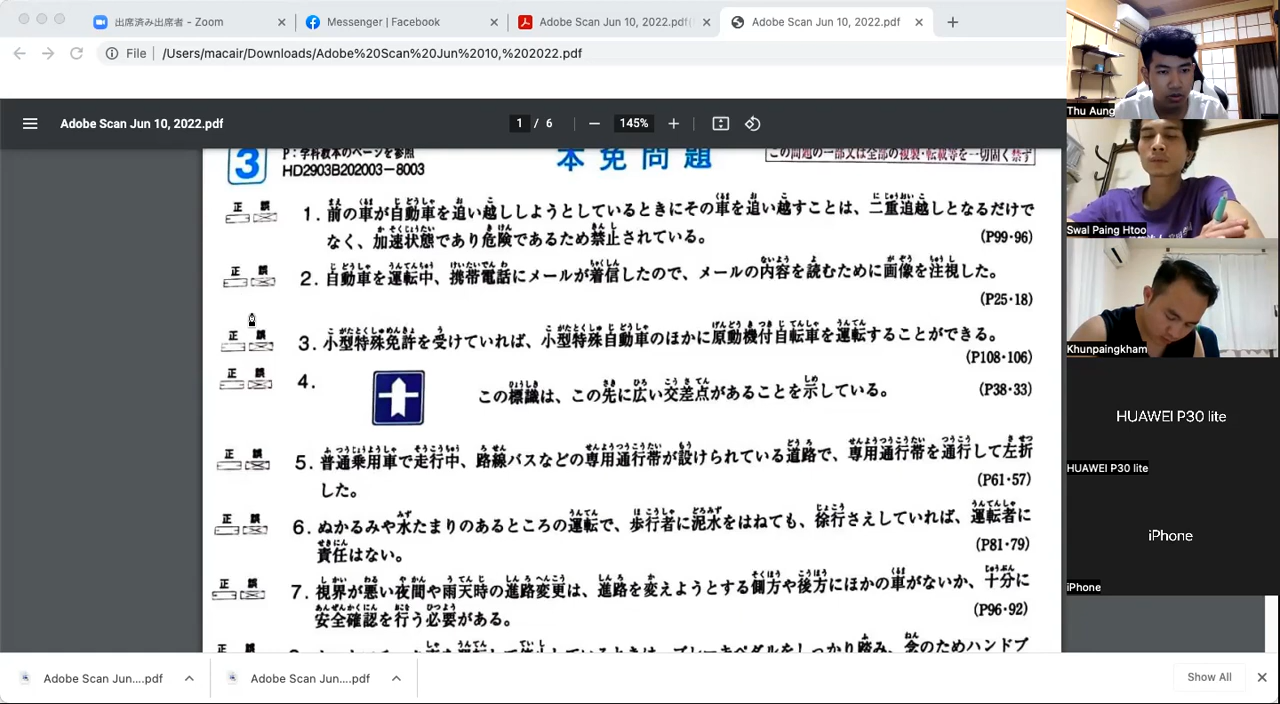 出席済み出席者 - Zoom
Messenger | Facebook
Adobe Scan Jun 10, 2022.pdf(
Adobe Scan Jun 10, 2022.pdf
File /Users/macair/Downloads/Adobe%20Scan%20Jun%2010,%202022.pdf
Adobe Scan Jun 10, 2022.pdf
1 / 6
145%
3
P:学科教本のページを参照
HD2903B202003-8003
本免問題
この問題の一部又は全部の複製・転載等を一切固く禁ず
正 誤
1. 前の車が自動車を追い越ししようとしているときにその車を追い越すことは、二重追越しとなるだけで
なく、加速状態であり危険であるため禁止されている。
(P99・96)
正 誤
2. 自動車を運転中、携帯電話にメールが着信したので、メールの内容を読むために画像を注視した。
(P25・18)
正 誤
3. 小型特殊免許を受けていれば、小型特殊自動車のほかに原動機付自転車を運転することができる。
(P108・106)
正 誤
4. この標識は、この先に広い交差点があることを示している。 (P38・33)
正 誤
5. 普通乗用車で走行中、路線バスなどの専用通行帯が設けられている道路で、専用通行帯を通行して左折
した。
(P61・57)
正 誤
6. ぬかるみや水たまりのあるところの運転で、歩行者に泥水をはねても、徐行さえしていれば、運転者に
責任はない。
(P81・79)
正 誤
7. 視界が悪い夜間や雨天時の進路変更は、進路を変えようとする側方や後方にほかの車がないか、十分に
安全確認を行う必要がある。
(P96・92)
Adobe Scan Jun....pdf
Adobe Scan Jun....pdf
Show All
Thu Aung
Swal Paing Htoo
Khunpaingkham
HUAWEI P30 lite
HUAWEI P30 lite
iPhone
iPhone